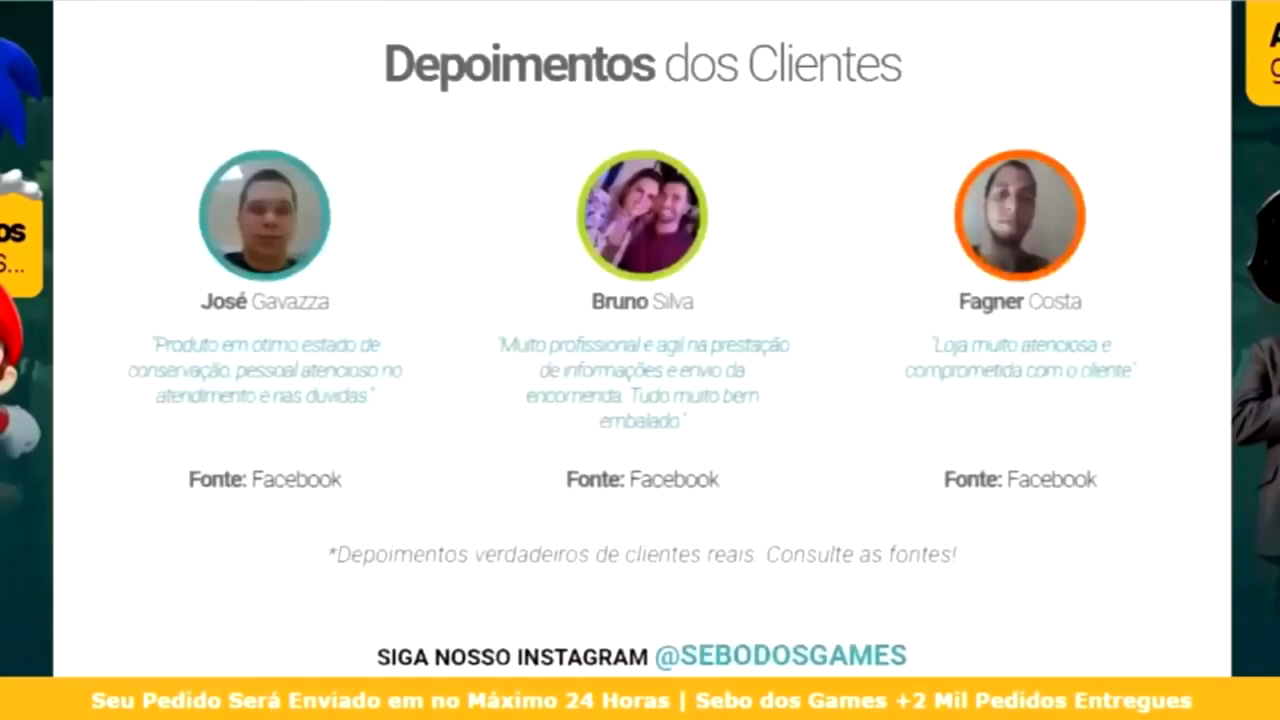 Depoimentos dos Clientes
José Gavazza
"Produto em otimo estado de
conservação, pessoal atencioso no
atendimento e nas duvidas."
Fonte: Facebook
Bruno Silva
"Muito profissional e agil na prestação
de informações e envio da
encomenda. Tudo muito bem
embalado."
Fonte: Facebook
Fagner Costa
"Loja muito atenciosa e
comprometida com o cliente"
Fonte: Facebook
*Depoimentos verdadeiros de clientes reais. Consulte as fontes!
SIGA NOSSO INSTAGRAM @SEBODOSGAMES
Seu Pedido Será Enviado em no Máximo 24 Horas | Sebo dos Games +2 Mil Pedidos Entregues